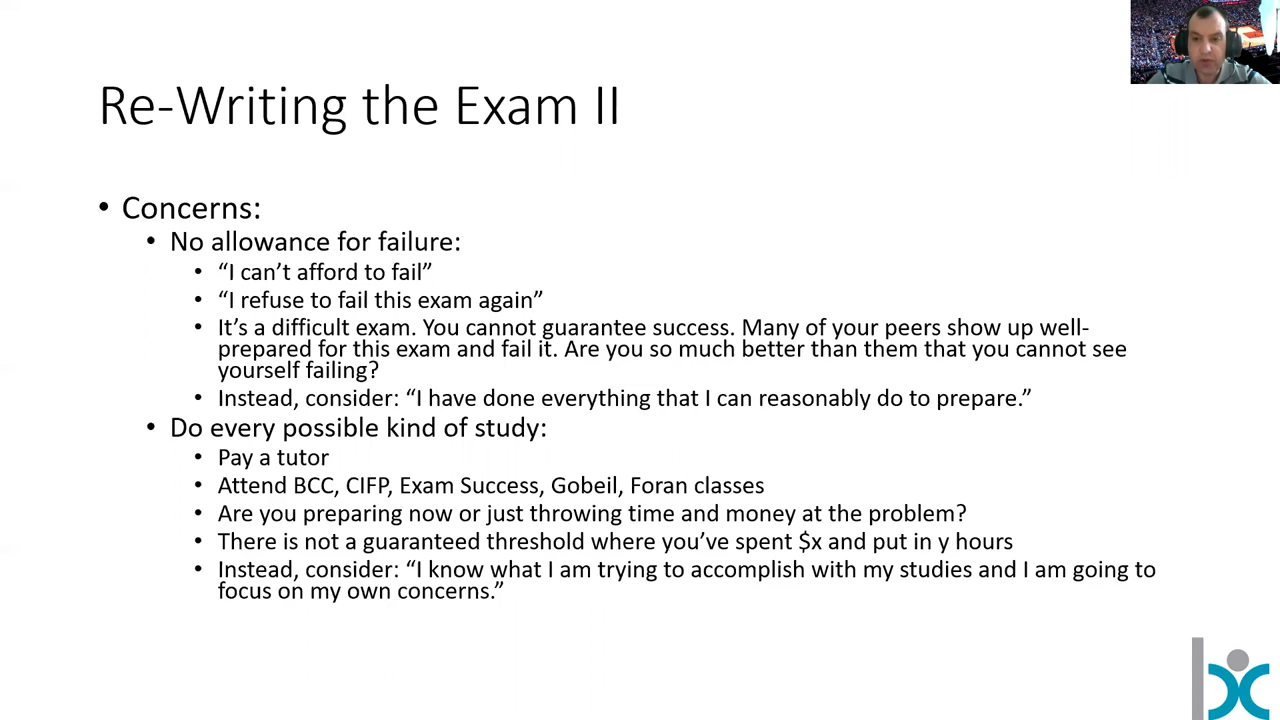 Re-Writing the Exam II
• Concerns:
• No allowance for failure:
• “I can’t afford to fail”
• “I refuse to fail this exam again”
• It’s a difficult exam. You cannot guarantee success. Many of your peers show up well-
prepared for this exam and fail it. Are you so much better than them that you cannot see
yourself failing?
• Instead, consider: “I have done everything that I can reasonably do to prepare.”
• Do every possible kind of study:
• Pay a tutor
• Attend BCC, CIFP, Exam Success, Gobeil, Foran classes
• Are you preparing now or just throwing time and money at the problem?
• There is not a guaranteed threshold where you’ve spent $x and put in y hours
• Instead, consider: “I know what I am trying to accomplish with my studies and I am going to
focus on my own concerns.”